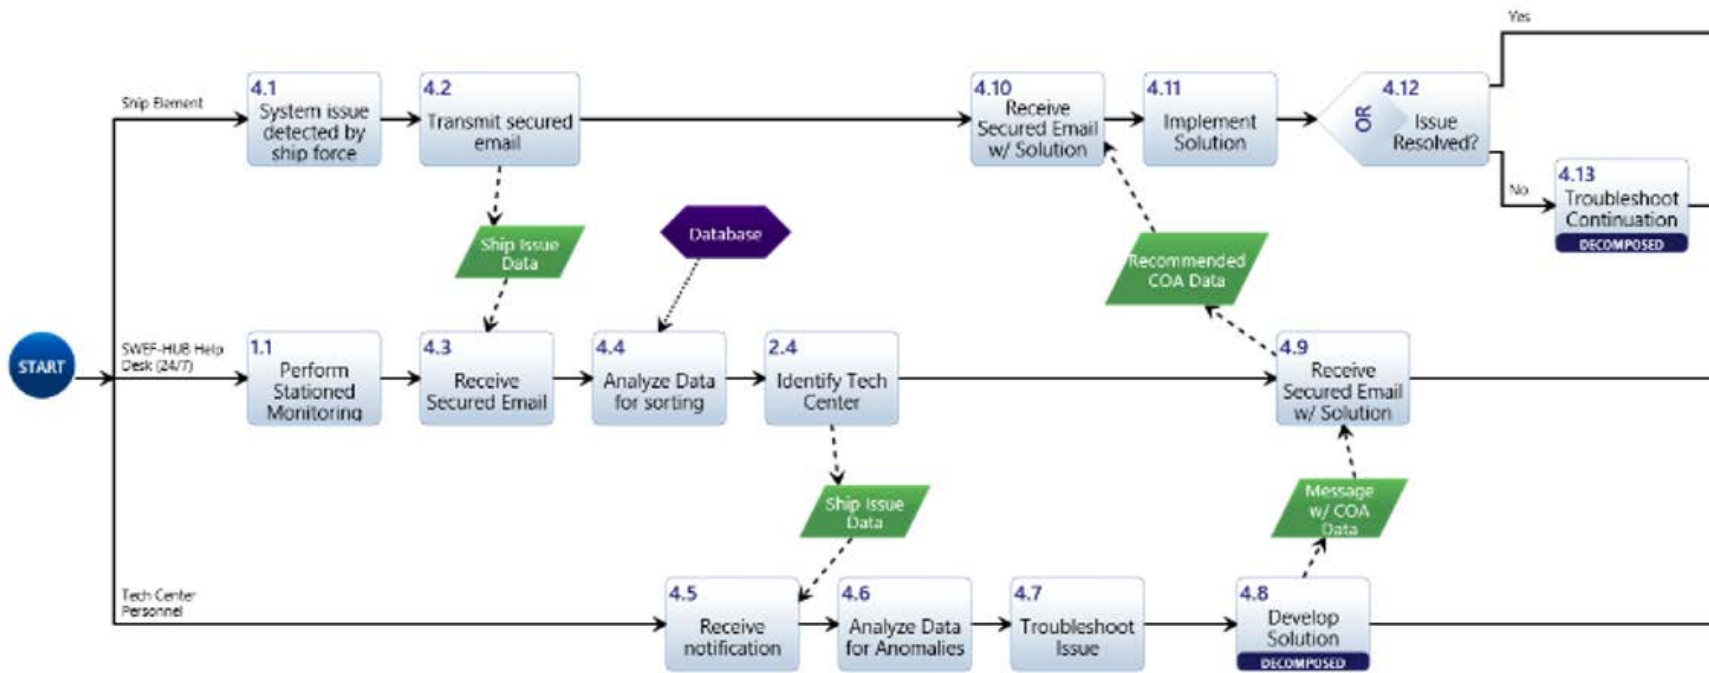 Yes
Ship Element
4.1
System issue
detected by
ship force
4.2
Transmit secured
email
4.10
Receive
Secured Email
w/ Solution
4.11
Implement
Solution
OR
4.12
Issue
Resolved?
No
4.13
Troubleshoot
Continuation
DECOMPOSED
Ship Issue
Data
Database
Recommended
COA Data
START
SWEF-HUB Help
Desk (24/7)
1.1
Perform
Stationed
Monitoring
4.3
Receive
Secured Email
4.4
Analyze Data
for sorting
2.4
Identify Tech
Center
4.9
Receive
Secured Email
w/ Solution
Ship Issue
Data
Message
w/ COA
Data
Tech Center
Personnel
4.5
Receive
notification
4.6
Analyze Data
for Anomalies
4.7
Troubleshoot
Issue
4.8
Develop
Solution
DECOMPOSED